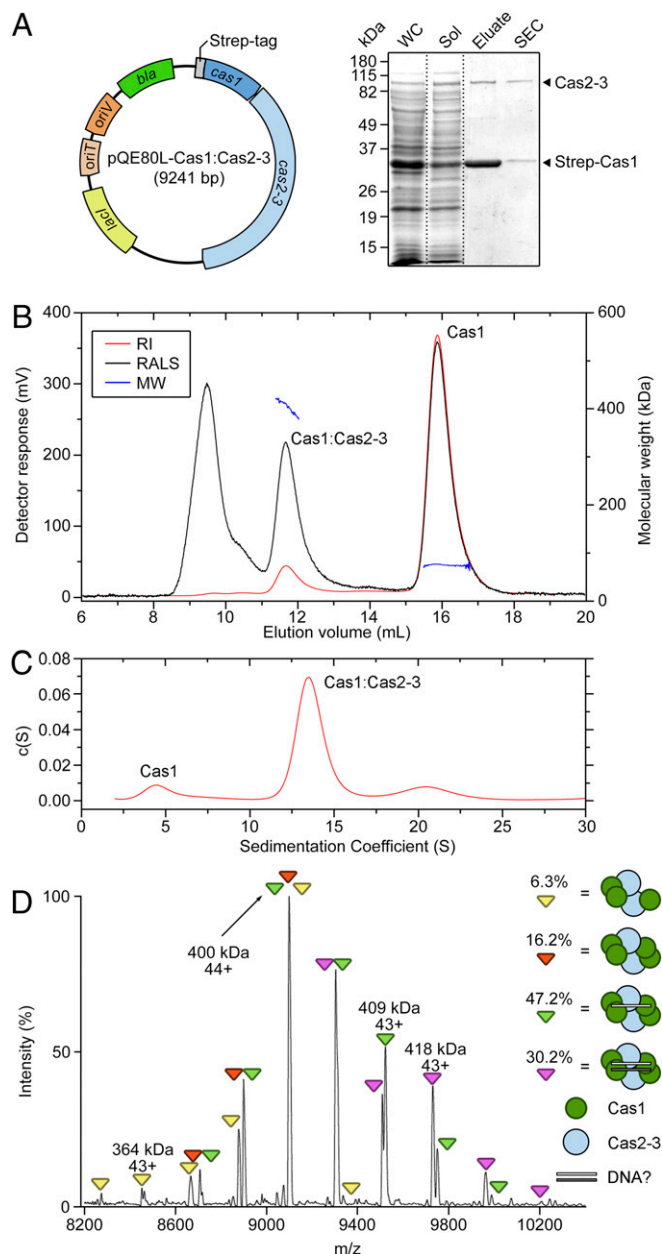 A
Strep-tag
cas1
cas2-3
bla
oriV
oriT
lacI
pQE80L-Cas1:Cas2-3
(9241 bp)
kDa
WC
Sol
Eluate
SEC
180
115
82
49
37
26
19
15
Cas2-3
Strep-Cas1
B
RI
RALS
MW
Cas1:Cas2-3
Cas1
Detector response (mV)
400
300
200
100
0
Molecular weight (kDa)
600
400
200
0
6 8 10 12 14 16 18 20
Elution volume (mL)
C
Cas1:Cas2-3
Cas1
c(S)
0.08
0.06
0.04
0.02
0.00
0 5 10 15 20 25 30
Sedimentation Coefficient (S)
D
Intensity (%)
100
50
0
400 kDa
44+
364 kDa
43+
409 kDa
43+
418 kDa
43+
6.3%
=
16.2%
=
47.2%
=
30.2%
=
Cas1
Cas2-3
DNA?
8200 8600 9000 9400 9800 10200
m/z